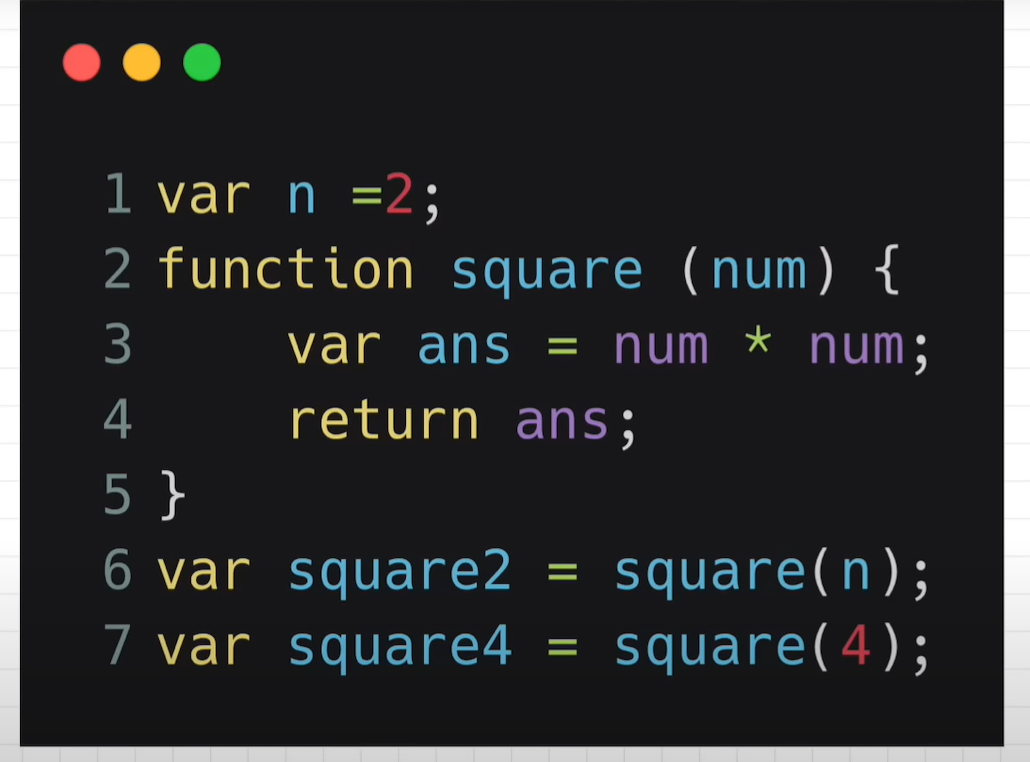 1 var n =2;
2 function square (num) {
3     var ans = num * num;
4     return ans;
5 }
6 var square2 = square(n);
7 var square4 = square(4);